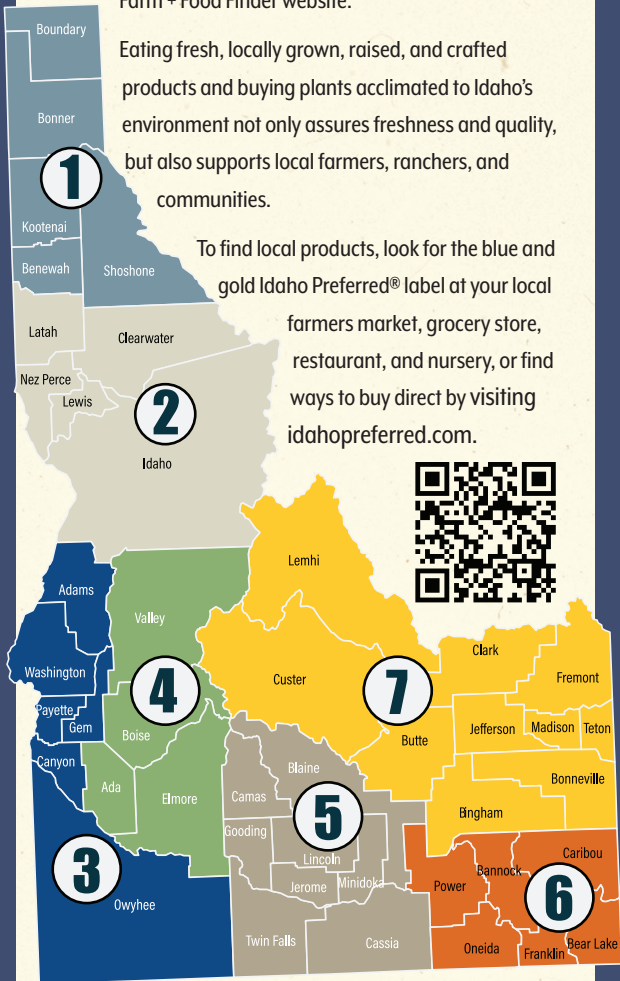 Farm + Food Finder website.
Eating fresh, locally grown, raised, and crafted
products and buying plants acclimated to Idaho's
environment not only assures freshness and quality,
but also supports local farmers, ranchers, and
communities.
To find local products, look for the blue and
gold Idaho Preferred® label at your local
farmers market, grocery store,
restaurant, and nursery, or find
ways to buy direct by visiting
idahopreferred.com.
Boundary
Bonner
1
Kootenai
Benewah
Shoshone
Latah
Clearwater
Nez Perce
Lewis
2
Idaho
Adams
Valley
Lemhi
Washington
4
Custer
7
Clark
Fremont
Payette
Gem
Boise
Butte
Jefferson
Madison
Teton
Canyon
Ada
Elmore
Blaine
Camas
Bonneville
Bingham
5
Gooding
Lincoln
Jerome
Minidoka
3
Owyhee
Twin Falls
Cassia
Power
Bannock
Caribou
6
Oneida
Franklin
Bear Lake